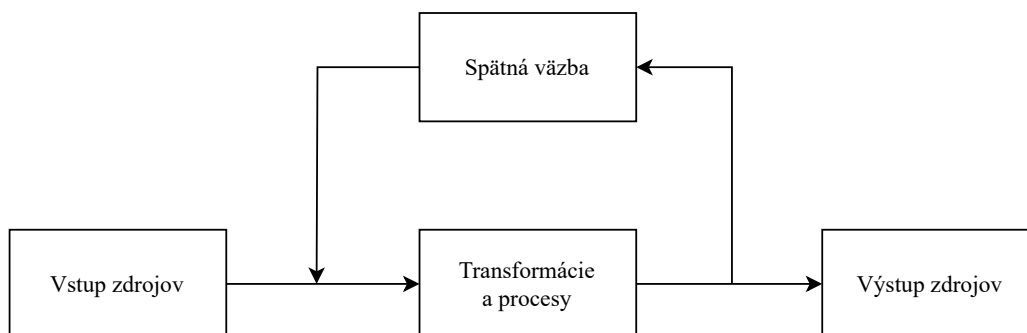 Spätná väzba
Vstup zdrojov
Transformácie
a procesy
Výstup zdrojov